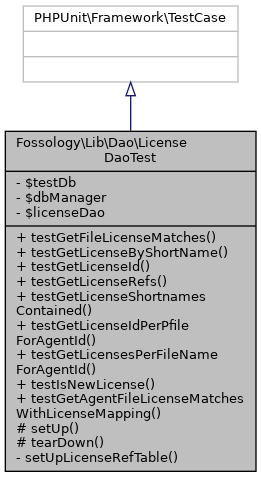 PHPUnit\Framework\TestCase
Fossology\Lib\Dao\License
DaoTest
- $testDb
- $dbManager
- $licenseDao
+ testGetFileLicenseMatches()
+ testGetLicenseByShortName()
+ testGetLicenseId()
+ testGetLicenseRefs()
+ testGetLicenseShortnames
Contained()
+ testGetLicenseIdPerPfile
ForAgentId()
+ testGetLicensesPerFileName
ForAgentId()
+ testIsNewLicense()
+ testGetAgentFileLicenseMatches
WithLicenseMapping()
# setUp()
# tearDown()
- setUpLicenseRefTable()